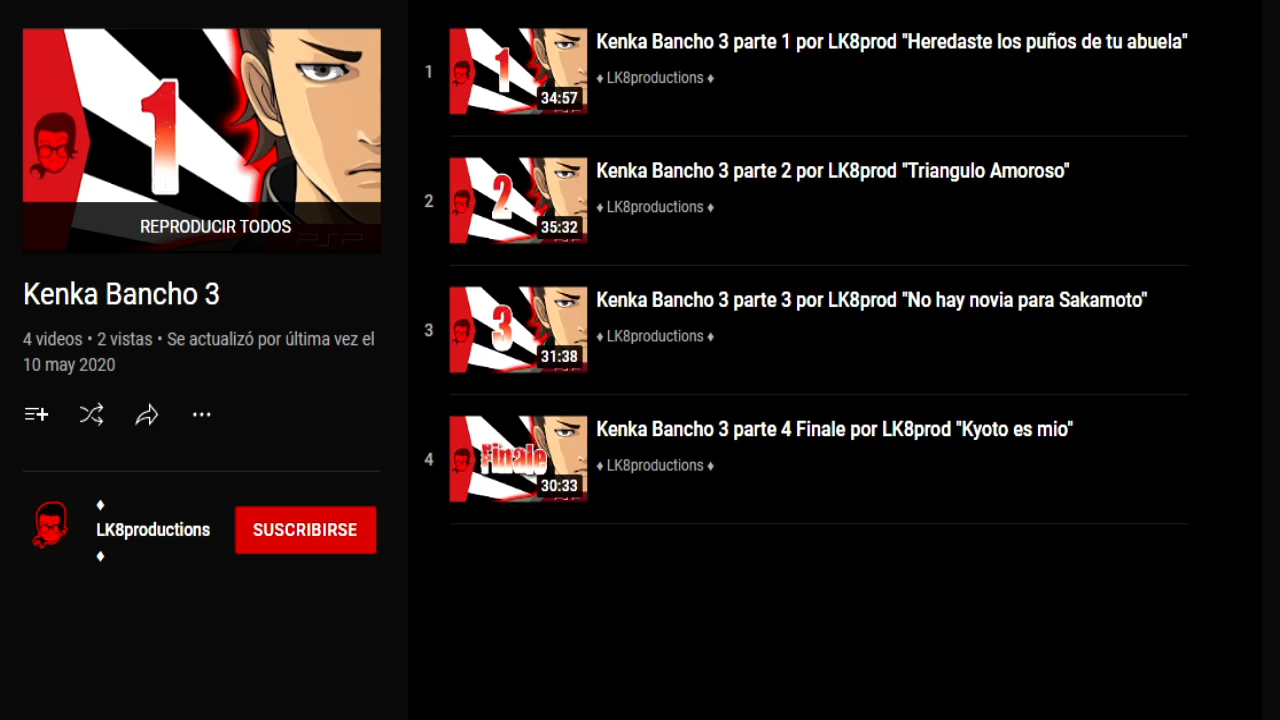 1
REPRODUCIR TODOS
PSP
Kenka Bancho 3
4 videos • 2 vistas • Se actualizó por última vez el
10 may 2020
♦
LK8productions
♦
SUSCRIBIRSE
1
1
34:57
Kenka Bancho 3 parte 1 por LK8prod "Heredaste los puños de tu abuela"
♦ LK8productions ♦
2
2
35:32
Kenka Bancho 3 parte 2 por LK8prod "Triangulo Amoroso"
♦ LK8productions ♦
3
3
31:38
Kenka Bancho 3 parte 3 por LK8prod "No hay novia para Sakamoto"
♦ LK8productions ♦
4
Finale
30:33
Kenka Bancho 3 parte 4 Finale por LK8prod "Kyoto es mio"
♦ LK8productions ♦